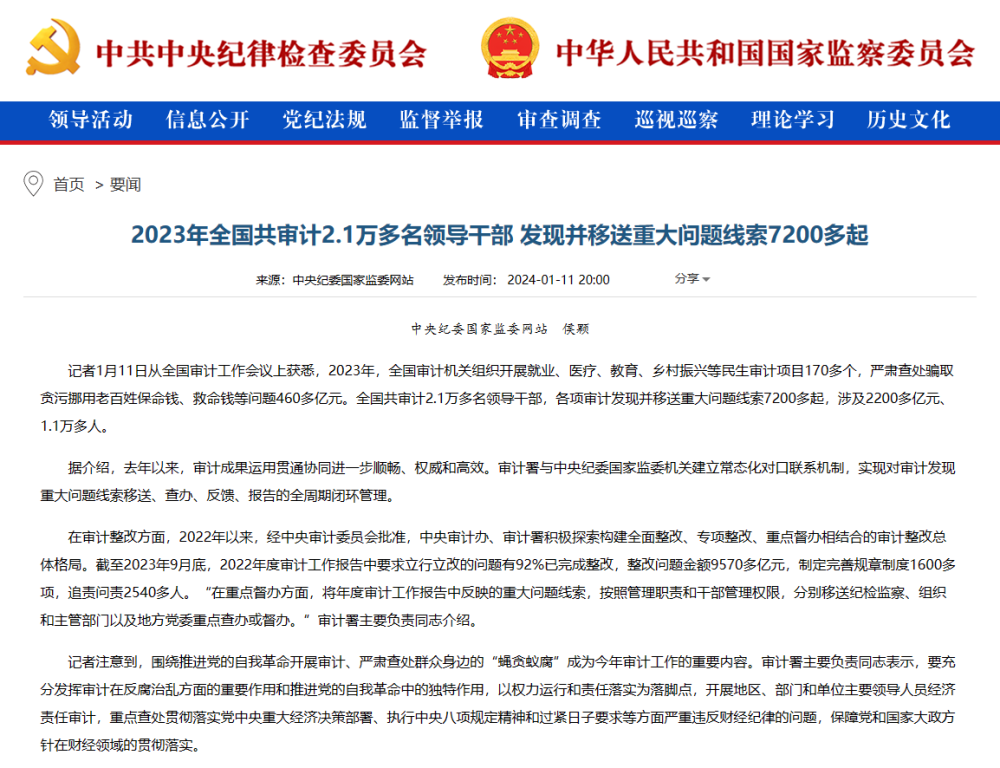 中共中央纪律检查委员会 中华人民共和国国家监察委员会
领导活动 信息公开 党纪法规 监督举报 审查调查 巡视巡察 理论学习 历史文化
首页 > 要闻
2023年全国共审计2.1万多名领导干部 发现并移送重大问题线索7200多起
来源：中央纪委国家监委网站 发布时间： 2024-01-11 20:00 分享
中央纪委国家监委网站 侯颗
记者1月11日从全国审计工作会议上获悉，2023年，全国审计机关组织开展就业、医疗、教育、乡村振兴等民生审计项目170多个，严肃查处骗取
贪污挪用老百姓保命钱、救命钱等问题460多亿元。全国共审计2.1万多名领导干部，各项审计发现并移送重大问题线索7200多起，涉及2200多亿元、
1.1万多人。
据介绍，去年以来，审计成果运用贯通协同进一步顺畅、权威和高效。审计署与中央纪委国家监委机关建立常态化对口联系机制，实现对审计发现
重大问题线索移送、查办、反馈、报告的全周期闭环管理。
在审计整改方面，2022年以来，经中央审计委员会批准，中央审计办、审计署积极探索构建全面整改、专项整改、重点督办相结合的审计整改总
体格局。截至2023年9月底，2022年度审计工作报告中要求立行立改的问题有92%已完成整改，整改问题金额9570多亿元，制定完善规章制度1600多
项，追责问责2540多人。“在重点督办方面，将年度审计工作报告中反映的重大问题线索，按照管理职责和干部管理权限，分别移送纪检监察、组织
和主管部门以及地方党委重点查办或督办。”审计署主要负责同志介绍。
记者注意到，围绕推进党的自我革命开展审计、严肃查处群众身边的“蝇贪蚁腐”成为今年审计工作的重要内容。审计署主要负责同志表示，要充
分发挥审计在反腐治乱方面的重要作用和推进党的自我革命中的独特作用，以权力运行和责任落实为落脚点，开展地区、部门和单位主要领导人员经济
责任审计，重点查处贯彻落实党中央重大经济决策部署、执行中央八项规定精神和过紧日子要求等方面严重违反财经纪律的问题，保障党和国家大政方
针在财经领域的贯彻落实。